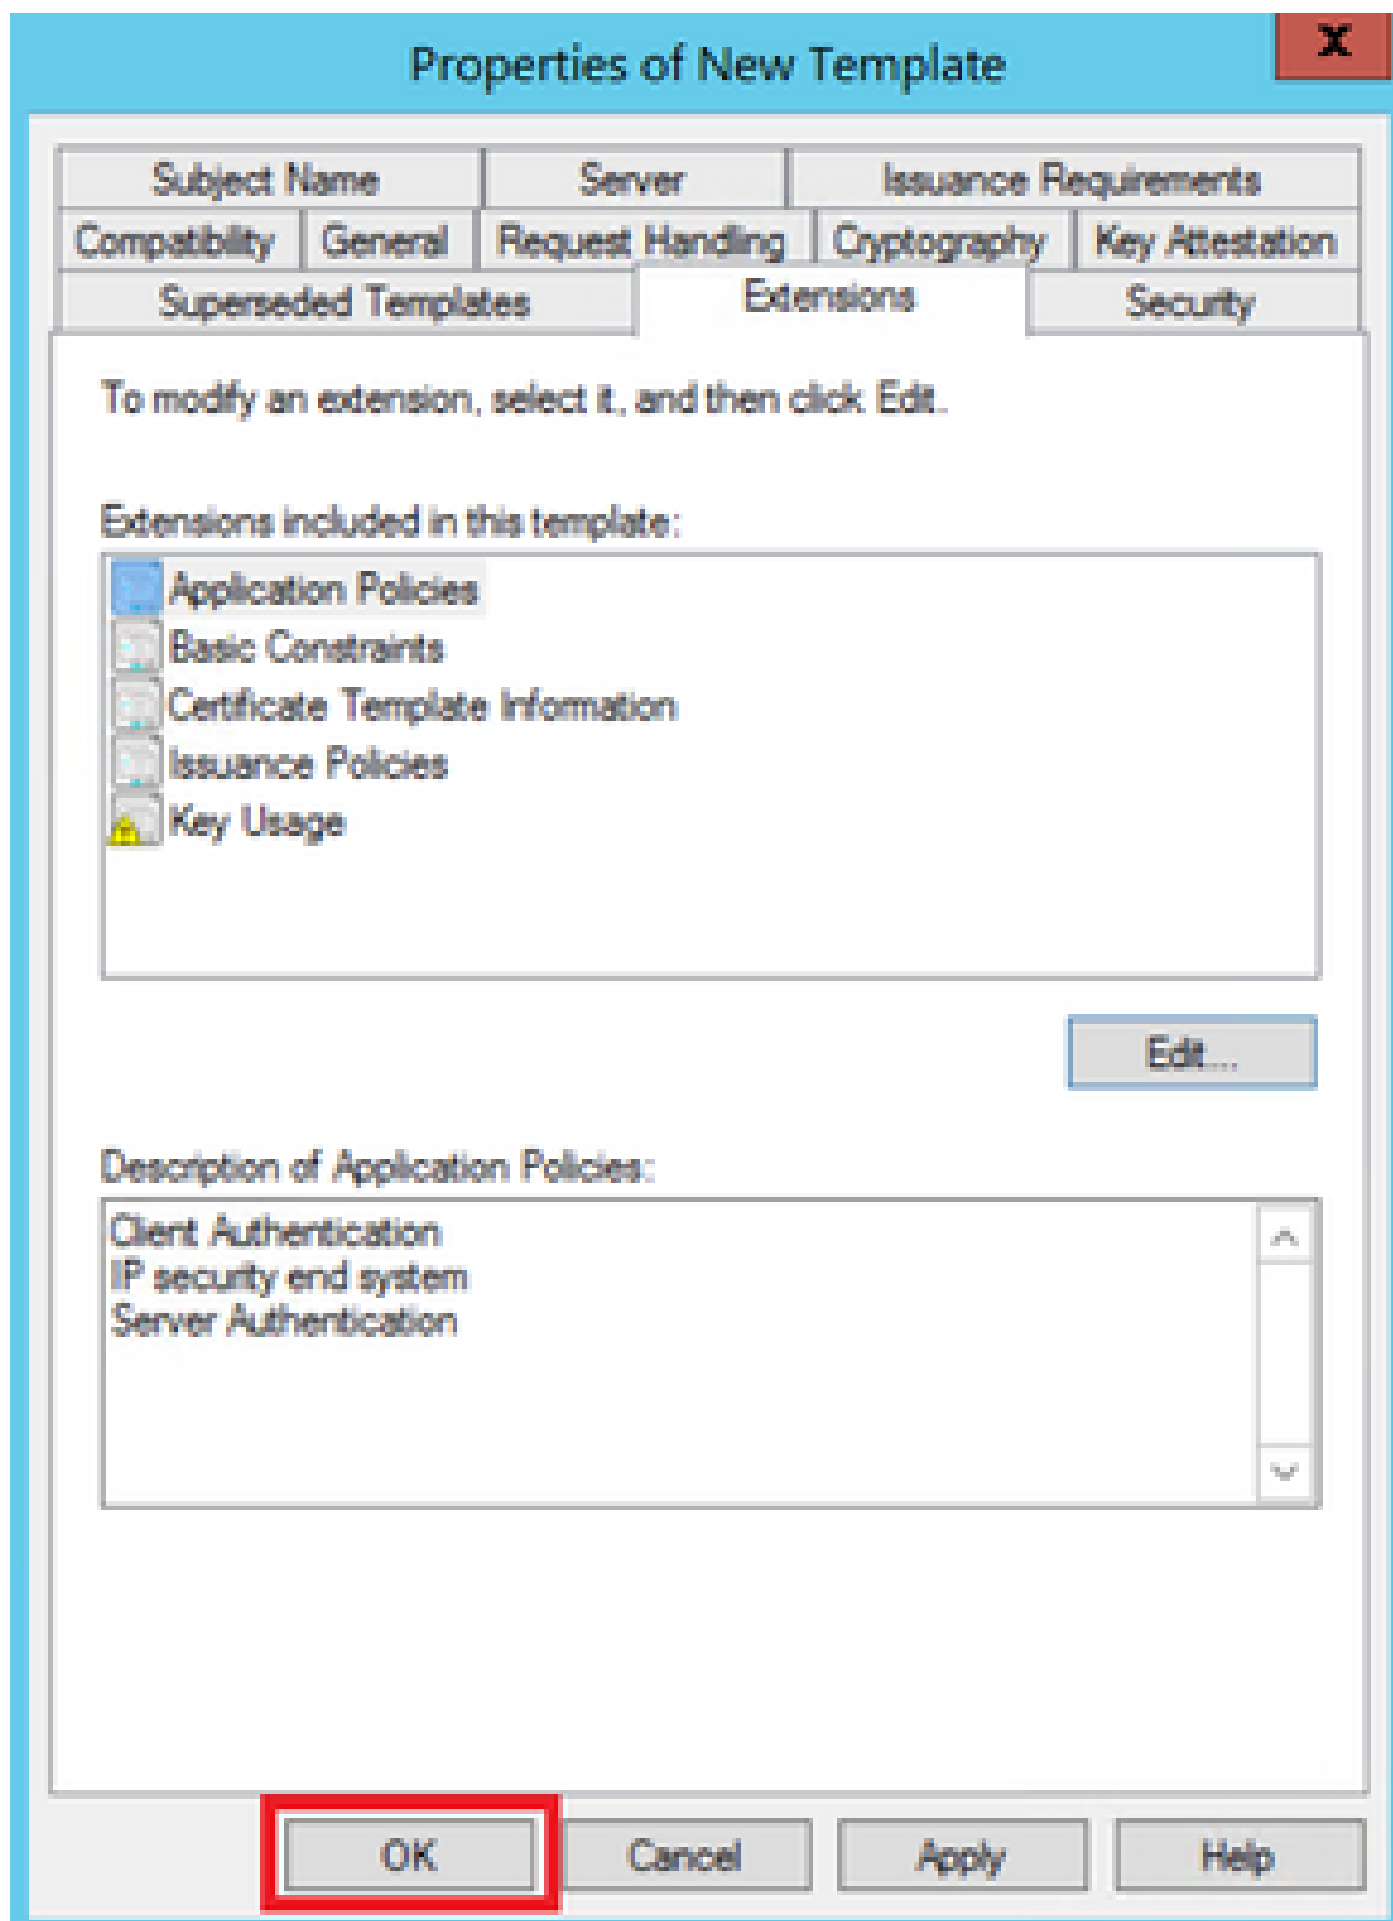 Properties of New Template
x
Subject Name Server Issuance Requirements
Compatibility General Request Handling Cryptography Key Attestation
Superseded Templates Extensions Security
To modify an extension, select it, and then click Edit.
Extensions included in this template:
Application Policies
Basic Constraints
Certificate Template Information
Issuance Policies
Key Usage
Edit...
Description of Application Policies:
Client Authentication
IP security end system
Server Authentication
OK Cancel Apply Help